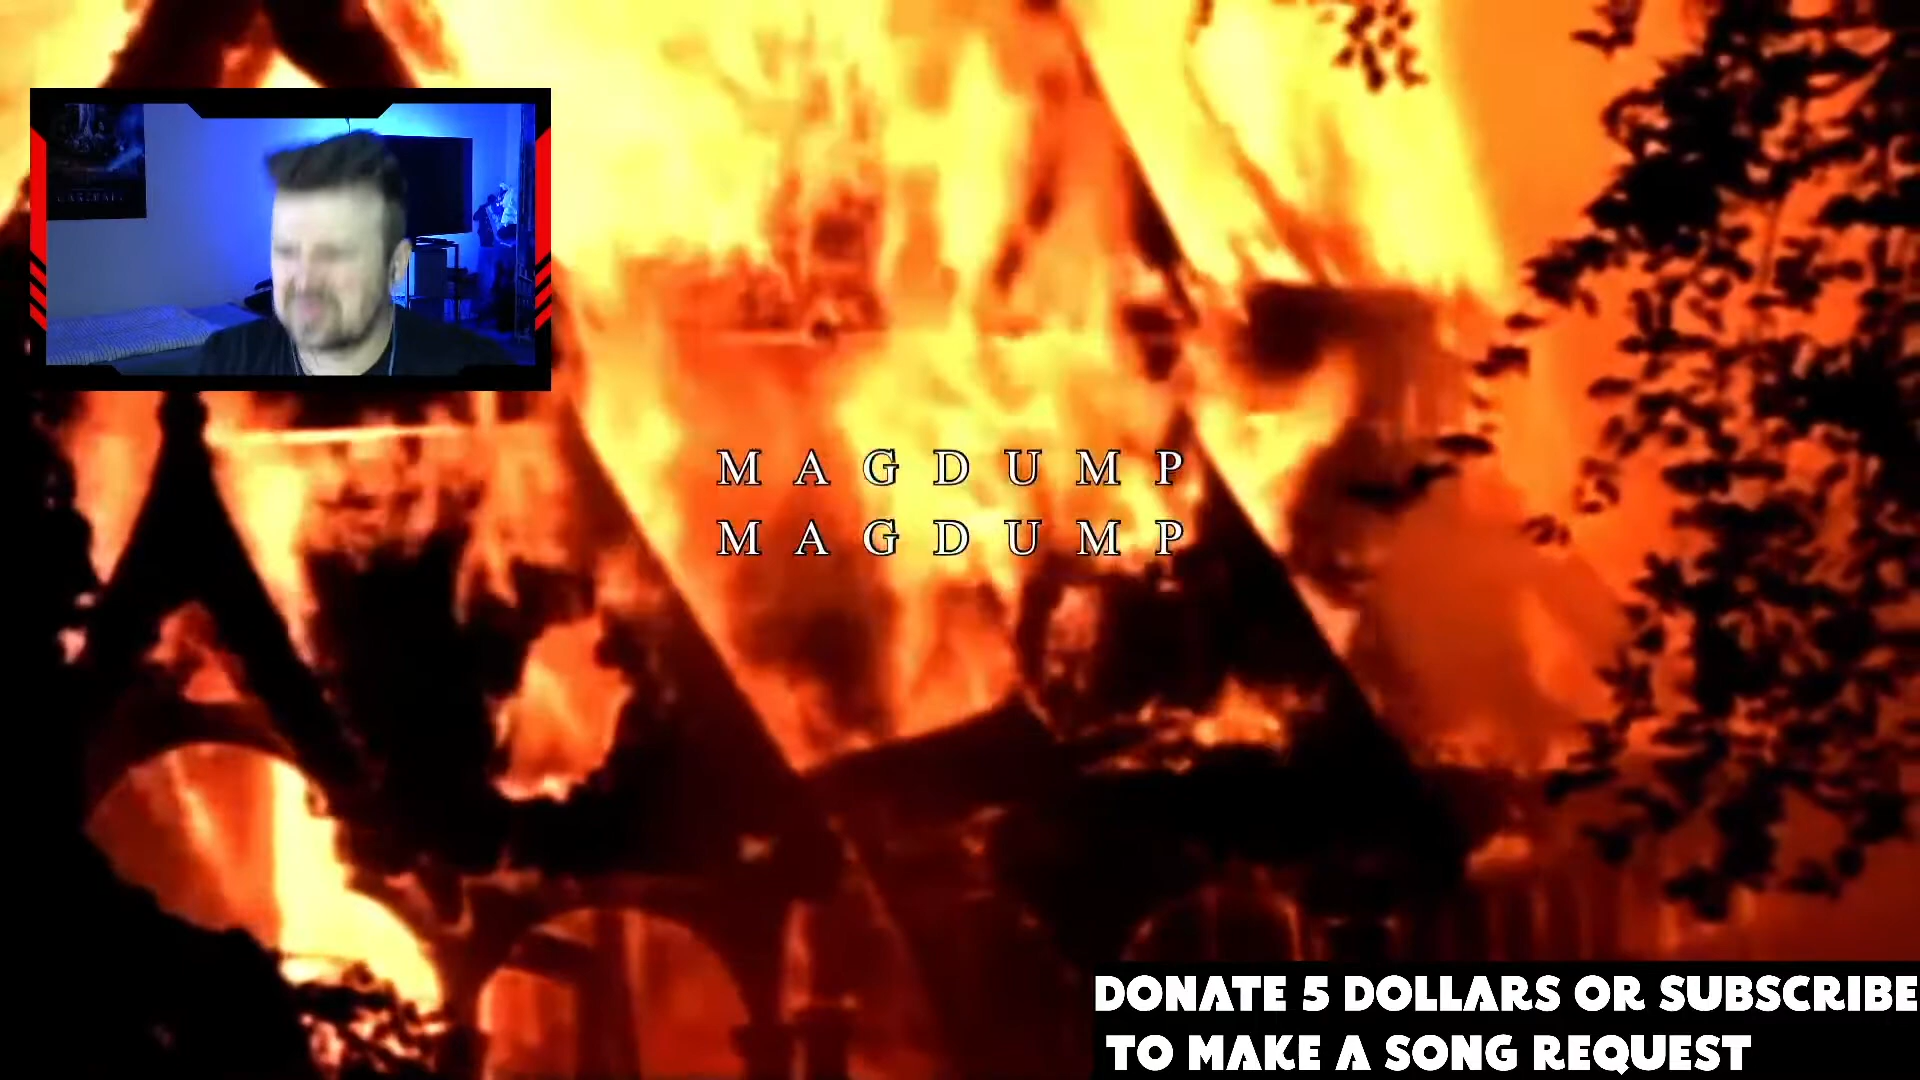 M A G D U M P
M A G D U M P
DONATE 5 DOLLARS OR SUBSCRIBE
TO MAKE A SONG REQUEST